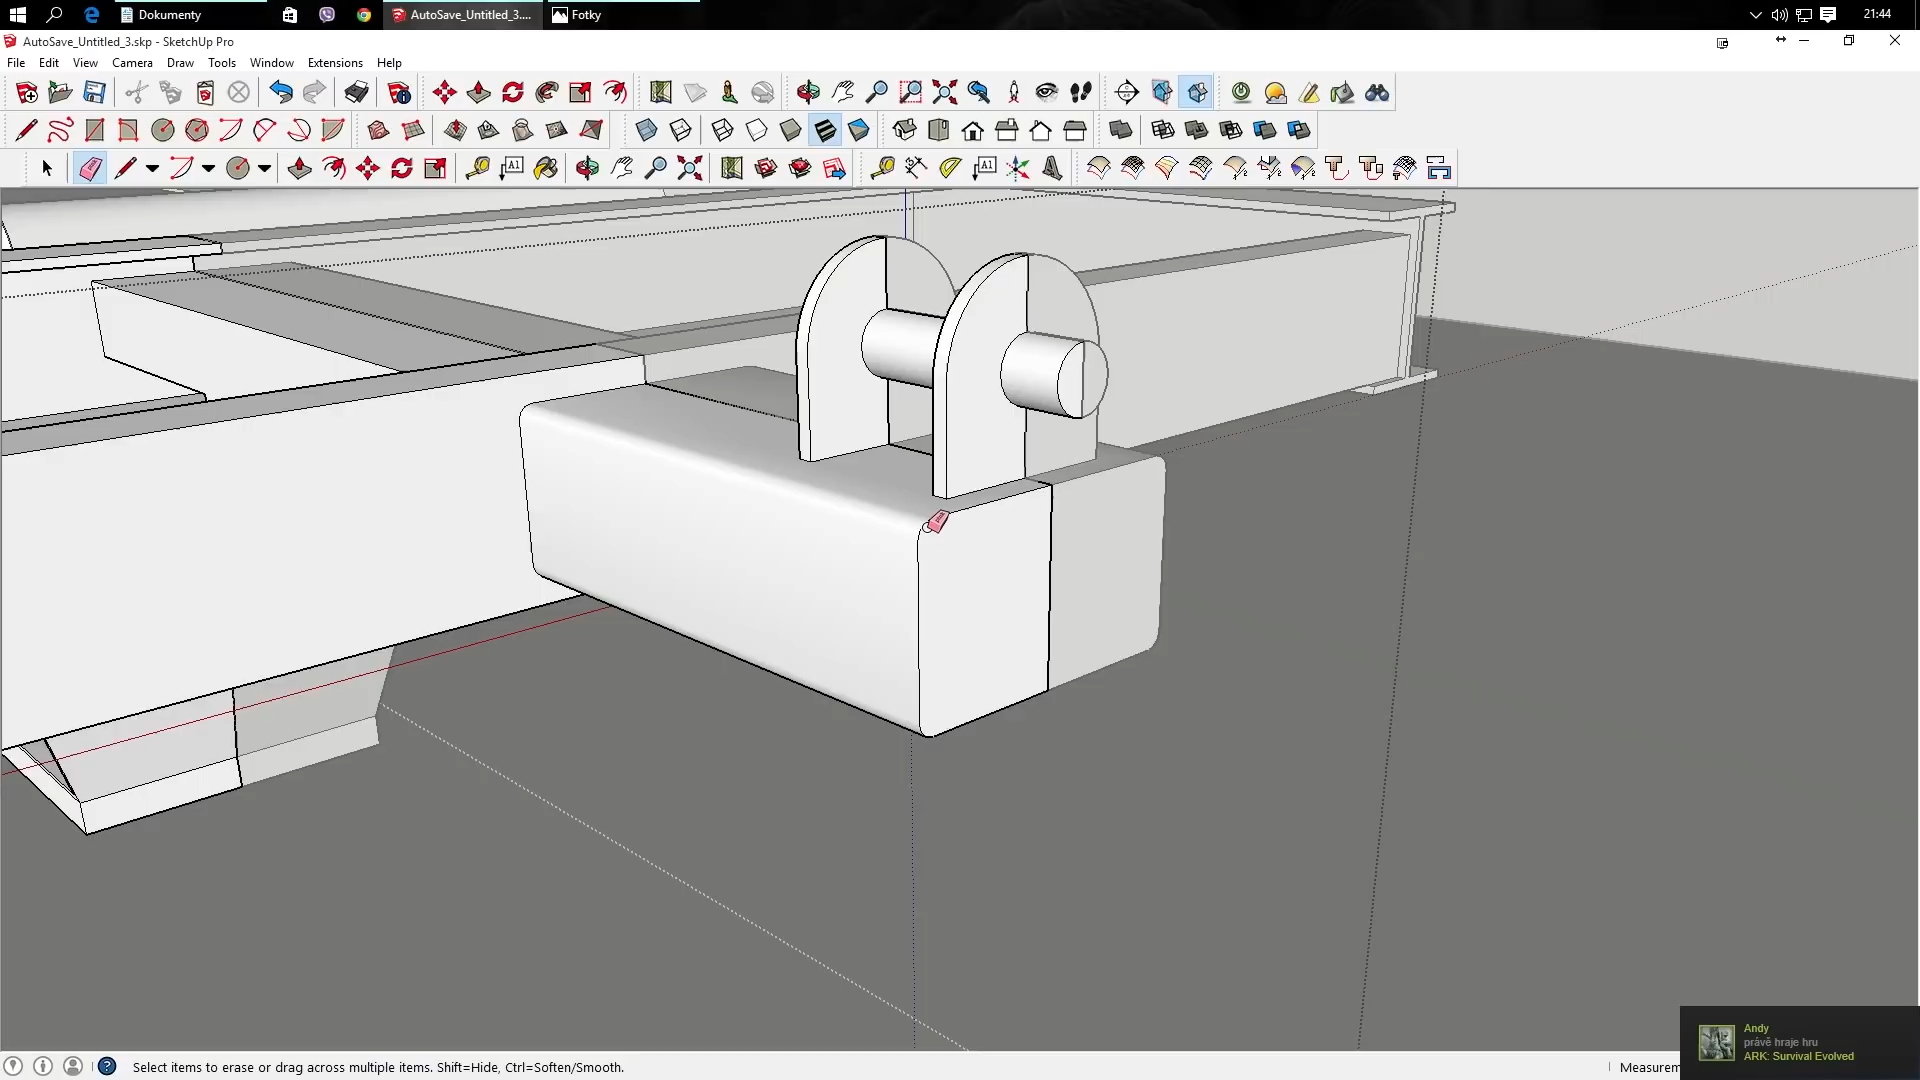 Dokumenty
AutoSave_Untitled_3....
Fotky
21:44
AutoSave_Untitled_3.skp - SketchUp Pro
File Edit View Camera Draw Tools Window Extensions Help
A1 A1
Select items to erase or drag across multiple items. Shift=Hide, Ctrl=Soften/Smooth.
Measurem
Andy
právě hraje hru
ARK: Survival Evolved